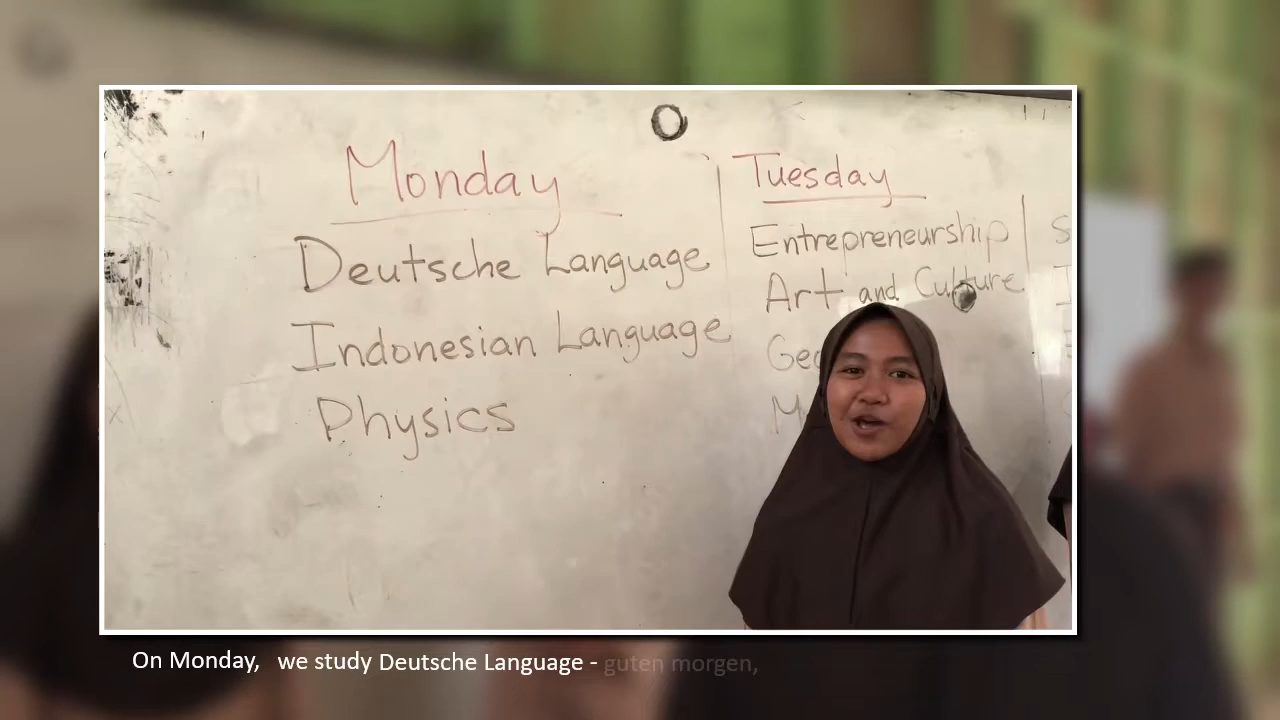 Monday
Deutsche Language
Indonesian Language
Physics
Tuesday
Entrepreneurship
Art and Culture
On Monday, we study Deutsche Language - guten morgen,